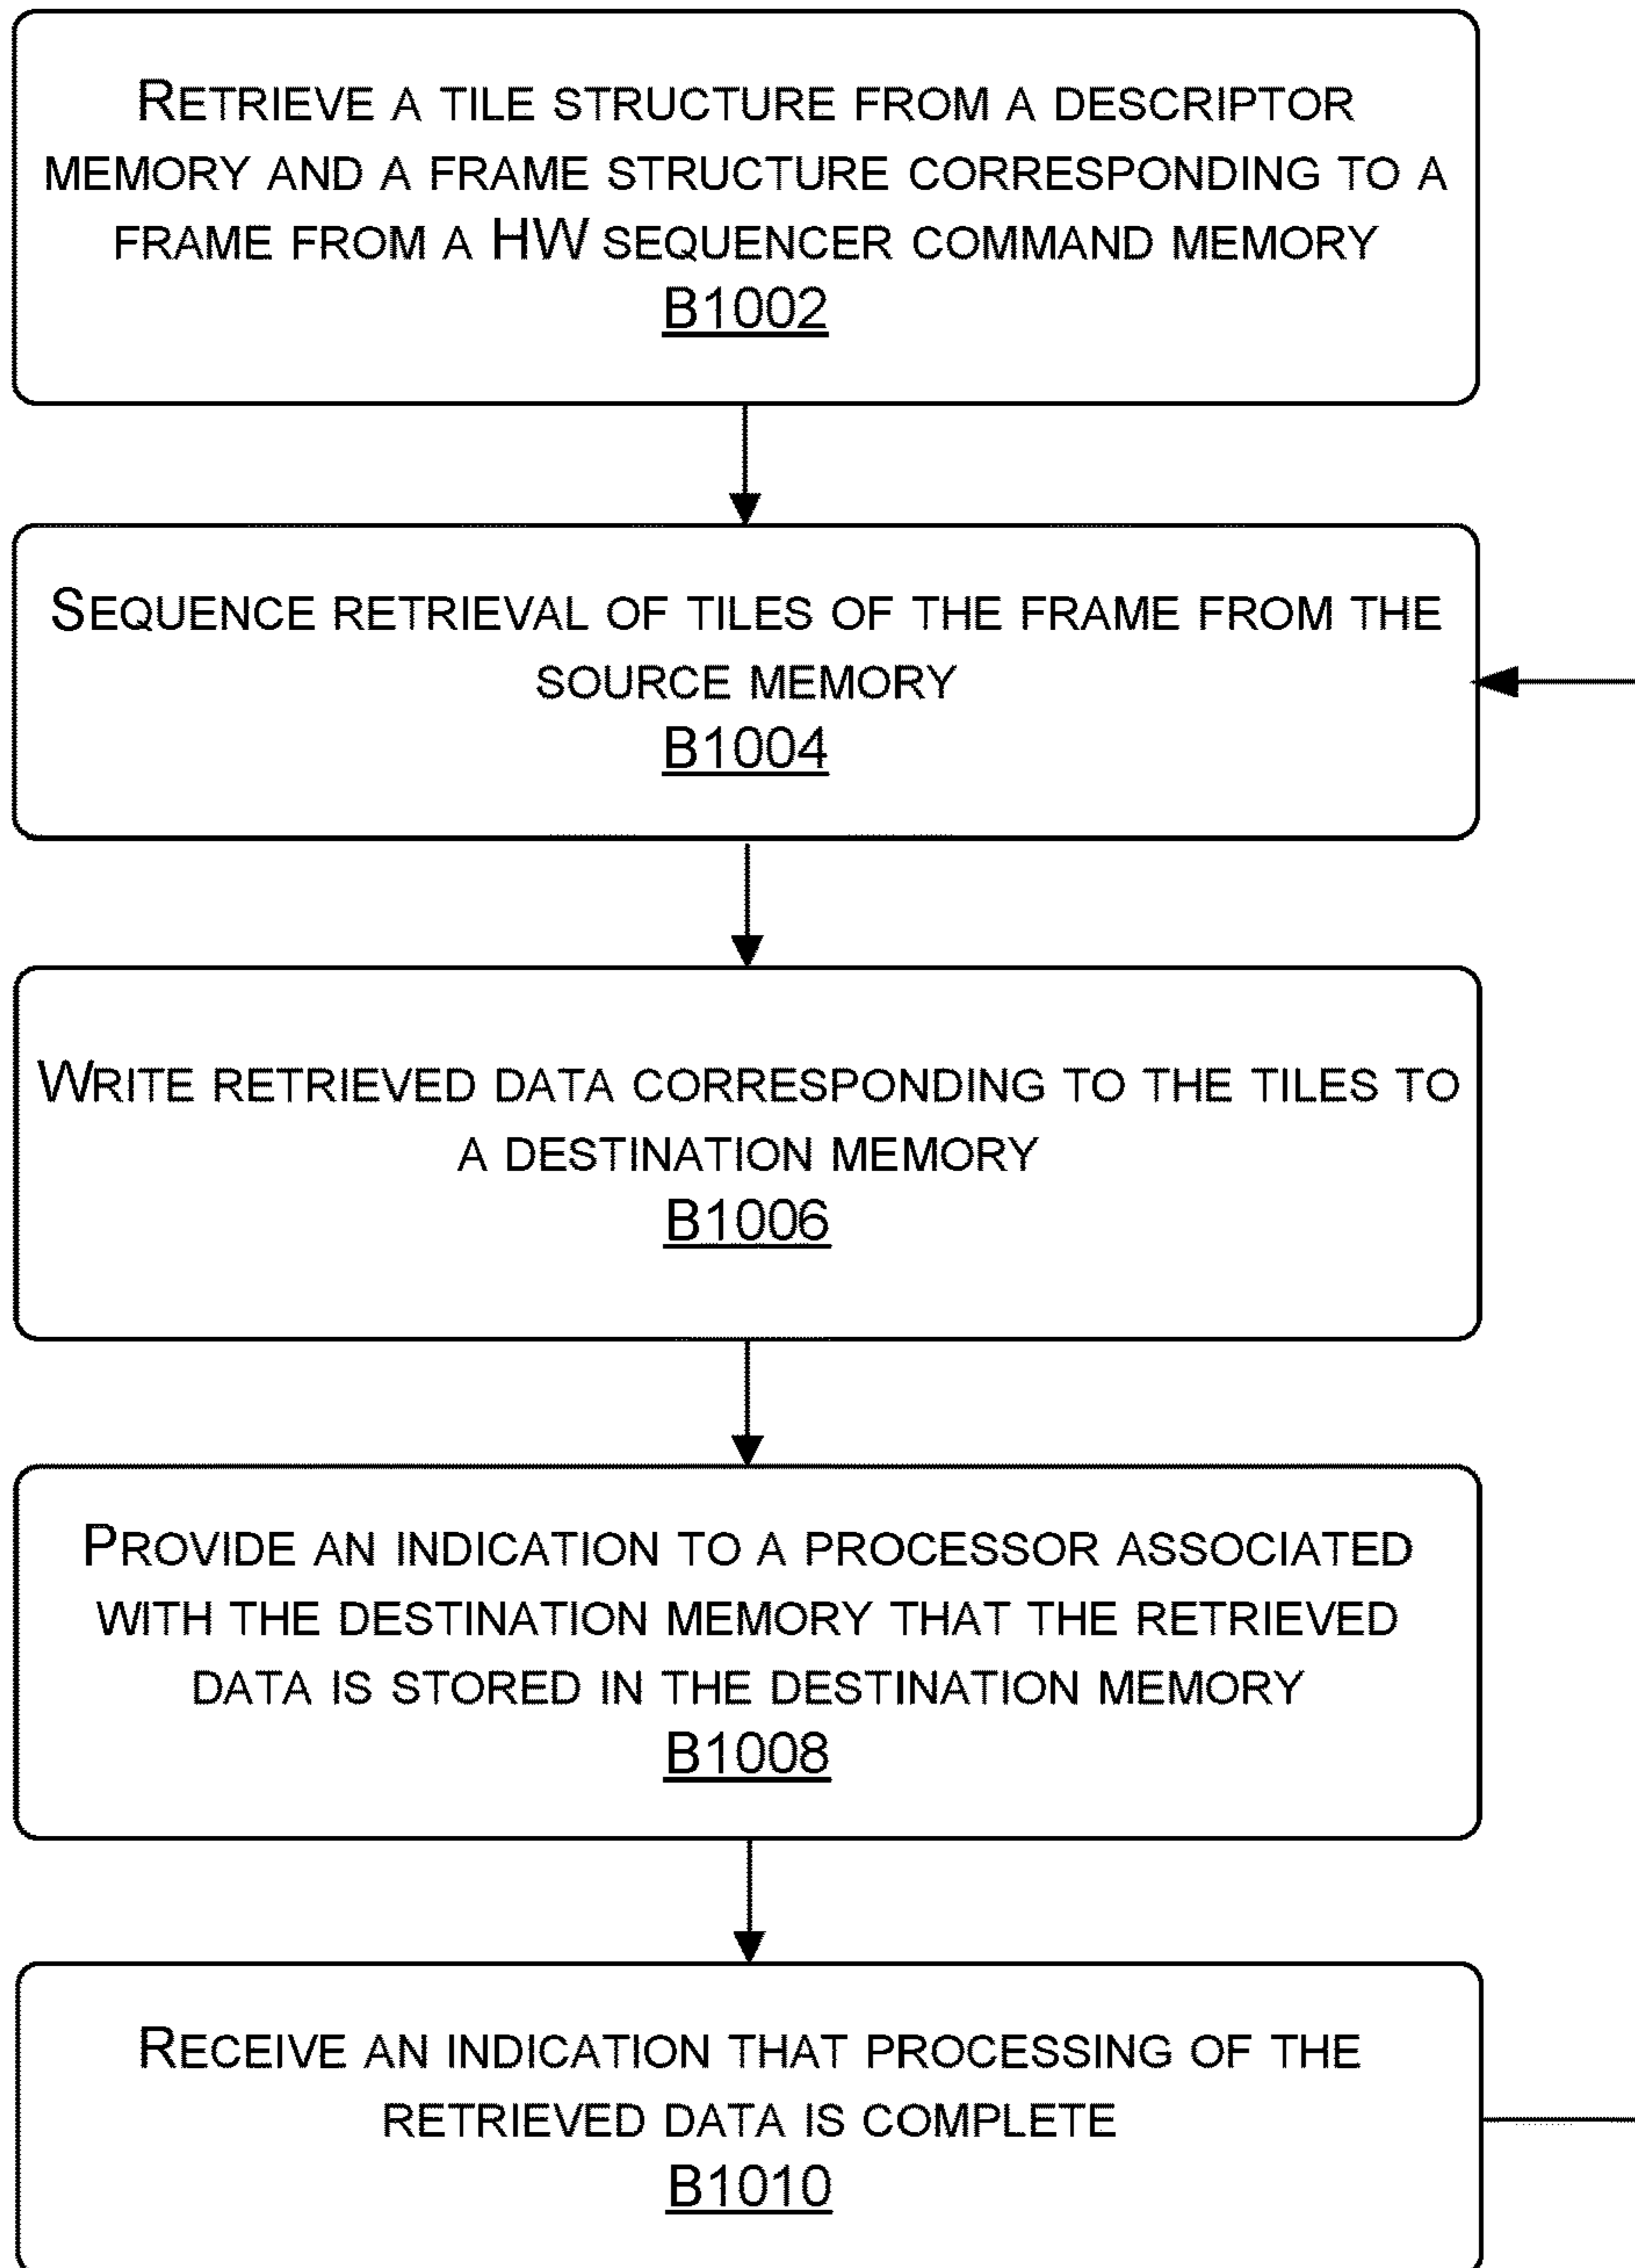 RETRIEVE A TILE STRUCTURE FROM A DESCRIPTOR
MEMORY AND A FRAME STRUCTURE CORRESPONDING TO A
FRAME FROM A HW SEQUENCER COMMAND MEMORY
B1002
SEQUENCE RETRIEVAL OF TILES OF THE FRAME FROM THE
SOURCE MEMORY
B1004
WRITE RETRIEVED DATA CORRESPONDING TO THE TILES TO
A DESTINATION MEMORY
B1006
PROVIDE AN INDICATION TO A PROCESSOR ASSOCIATED
WITH THE DESTINATION MEMORY THAT THE RETRIEVED
DATA IS STORED IN THE DESTINATION MEMORY
B1008
RECEIVE AN INDICATION THAT PROCESSING OF THE
RETRIEVED DATA IS COMPLETE
B1010